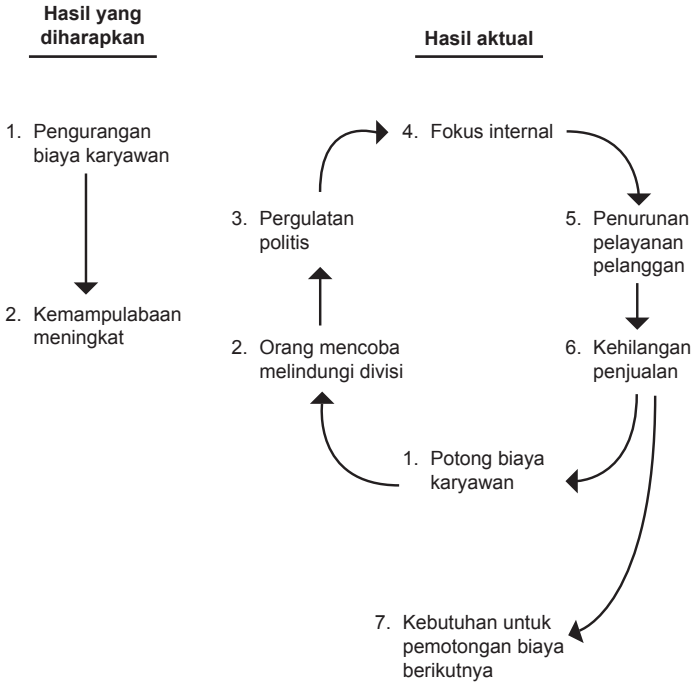 Hasil yang
diharapkan
1. Pengurangan
biaya karyawan
2. Kemampulabaan
meningkat
Hasil aktual
4. Fokus internal
3. Pergulatan
politis
5. Penurunan
pelayanan
pelanggan
2. Orang mencoba
melindungi divisi
6. Kehilangan
penjualan
1. Potong biaya
karyawan
7. Kebutuhan untuk
pemotongan biaya
berikutnya